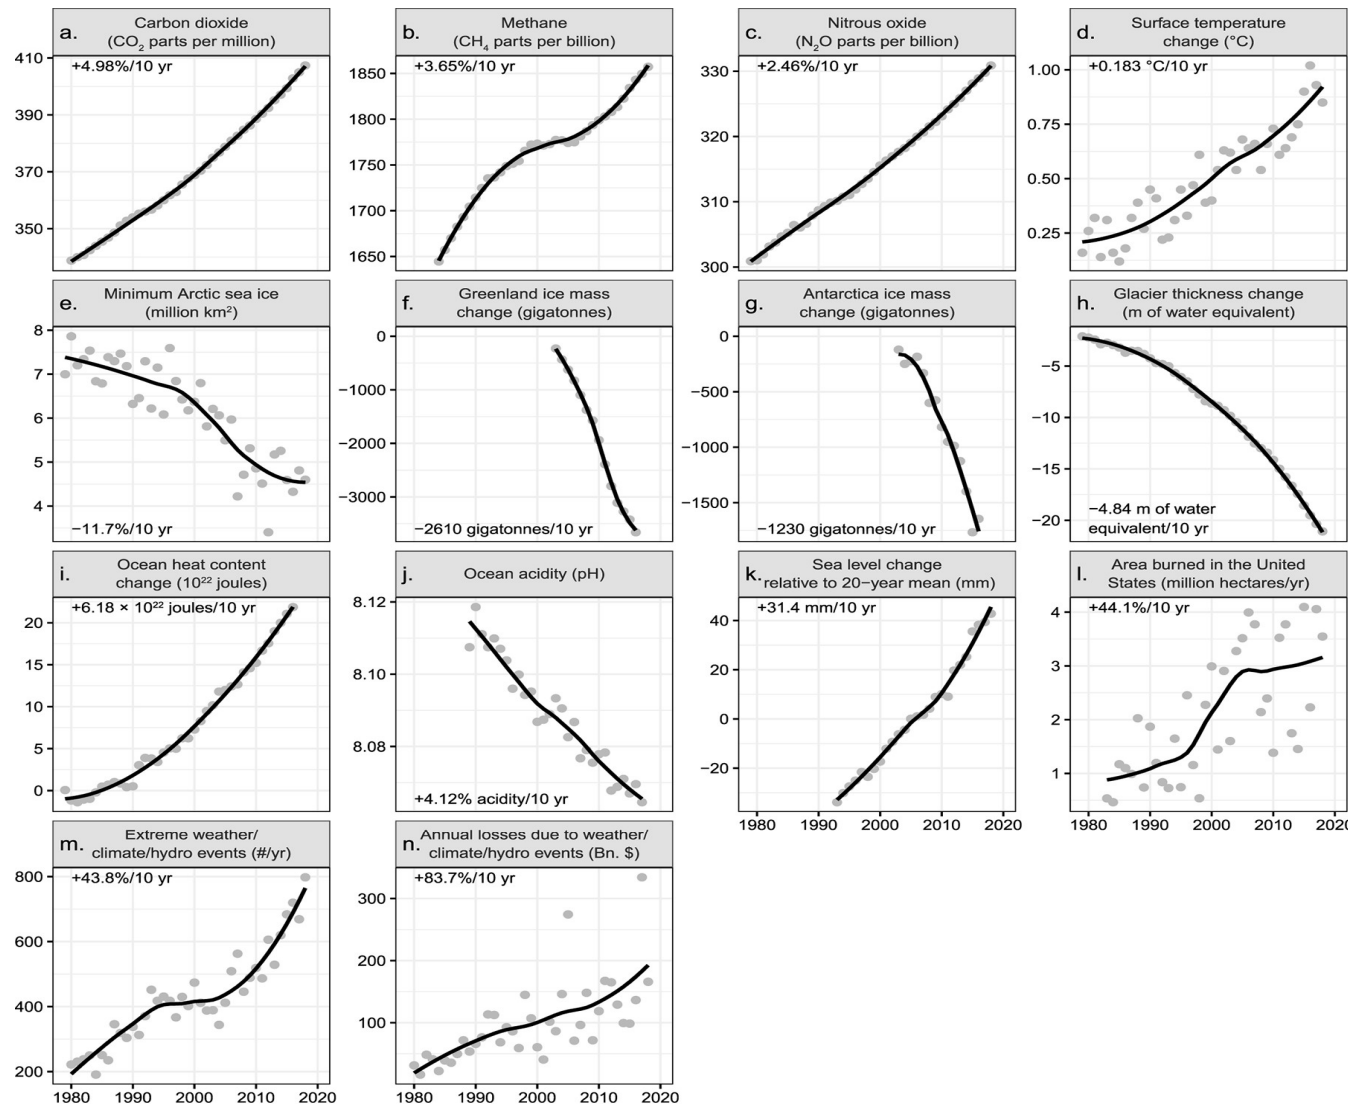 a.
Carbon dioxide
(CO₂ parts per million)
+4.98%/10 yr
410
390
370
350
b.
Methane
(CH₄ parts per billion)
+3.65%/10 yr
1850
1800
1750
1700
1650
c.
Nitrous oxide
(N₂O parts per billion)
+2.46%/10 yr
330
320
310
300
d.
Surface temperature
change (°C)
+0.183 °C/10 yr
1.00
0.75
0.50
0.25
e.
Minimum Arctic sea ice
(million km²)
8
7
6
5
4
−11.7%/10 yr
f.
Greenland ice mass
change (gigatonnes)
0
−1000
−2000
−3000
−2610 gigatonnes/10 yr
g.
Antarctica ice mass
change (gigatonnes)
0
−500
−1000
−1500
−1230 gigatonnes/10 yr
h.
Glacier thickness change
(m of water equivalent)
−5
−10
−15
−20
−4.84 m of water
equivalent/10 yr
i.
Ocean heat content
change (10²² joules)
+6.18 × 10²² joules/10 yr
20
15
10
5
0
j.
Ocean acidity (pH)
8.12
8.10
8.08
+4.12% acidity/10 yr
k.
Sea level change
relative to 20−year mean (mm)
+31.4 mm/10 yr
40
20
0
−20
1980 1990 2000 2010 2020
l.
Area burned in the United
States (million hectares/yr)
+44.1%/10 yr
4
3
2
1
1980 1990 2000 2010 2020
m.
Extreme weather/
climate/hydro events (#/yr)
+43.8%/10 yr
800
600
400
200
1980 1990 2000 2010 2020
n.
Annual losses due to weather/
climate/hydro events (Bn. $)
+83.7%/10 yr
300
200
100
1980 1990 2000 2010 2020